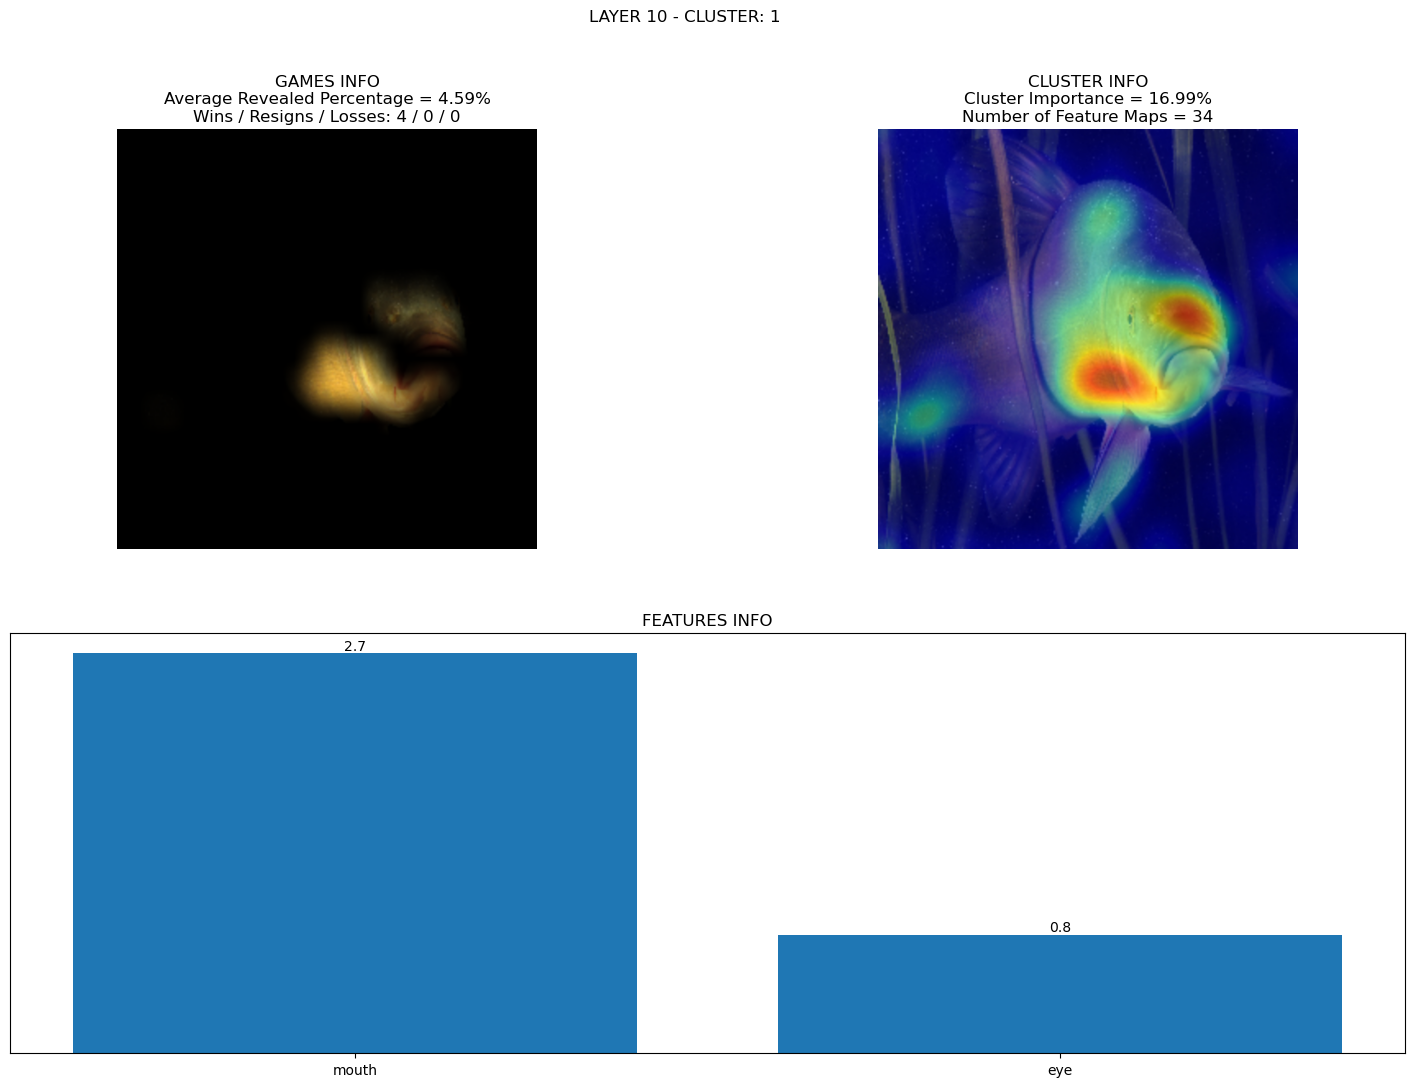 LAYER 10 - CLUSTER: 1
GAMES INFO
Average Revealed Percentage = 4.59%
Wins / Resigns / Losses: 4 / 0 / 0
CLUSTER INFO
Cluster Importance = 16.99%
Number of Feature Maps = 34
FEATURES INFO
2.7
0.8
mouth
eye